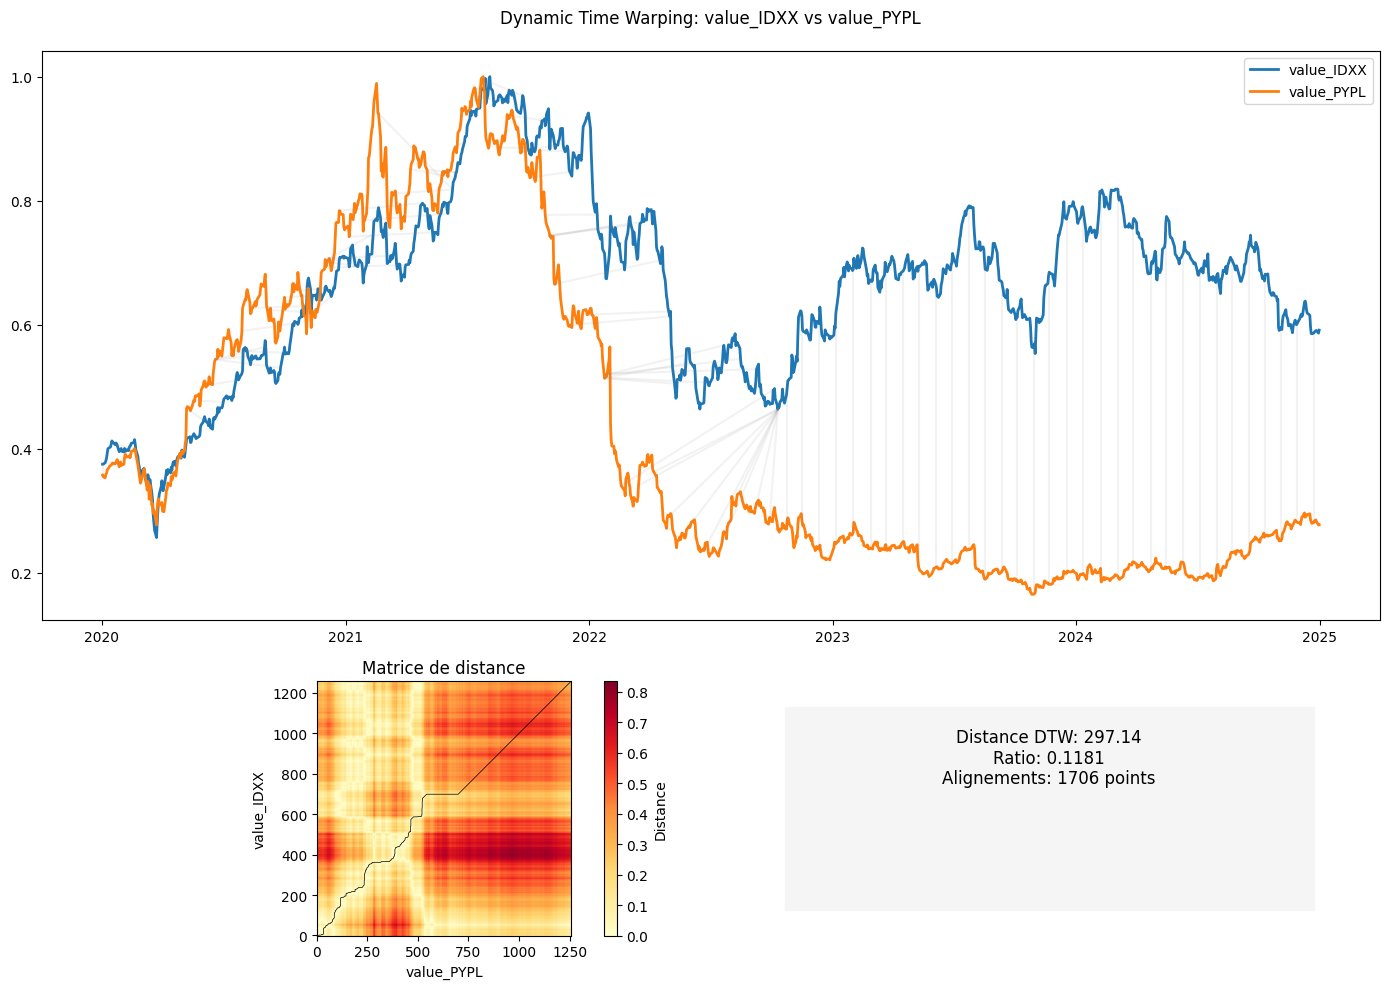 Dynamic Time Warping: value_IDXX vs value_PYPL
value_IDXX
value_PYPL
1.0
0.8
0.6
0.4
0.2
2020 2021 2022 2023 2024 2025
Matrice de distance
1200
1000
800
600
400
200
0
value_IDXX
0 250 500 750 1000 1250
value_PYPL
0.8
0.7
0.6
0.5
0.4
0.3
0.2
0.1
0.0
Distance
Distance DTW: 297.14
Ratio: 0.1181
Alignements: 1706 points